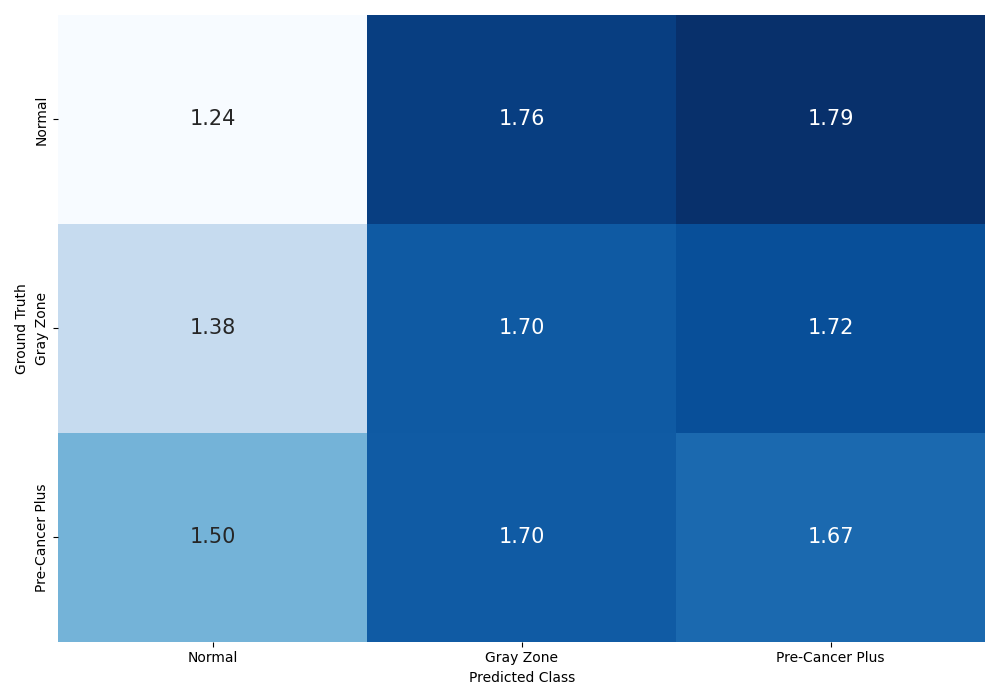 Ground Truth
Normal
1.24 1.76 1.79
Gray Zone
1.38 1.70 1.72
Pre-Cancer Plus
1.50 1.70 1.67
Normal Gray Zone Pre-Cancer Plus
Predicted Class